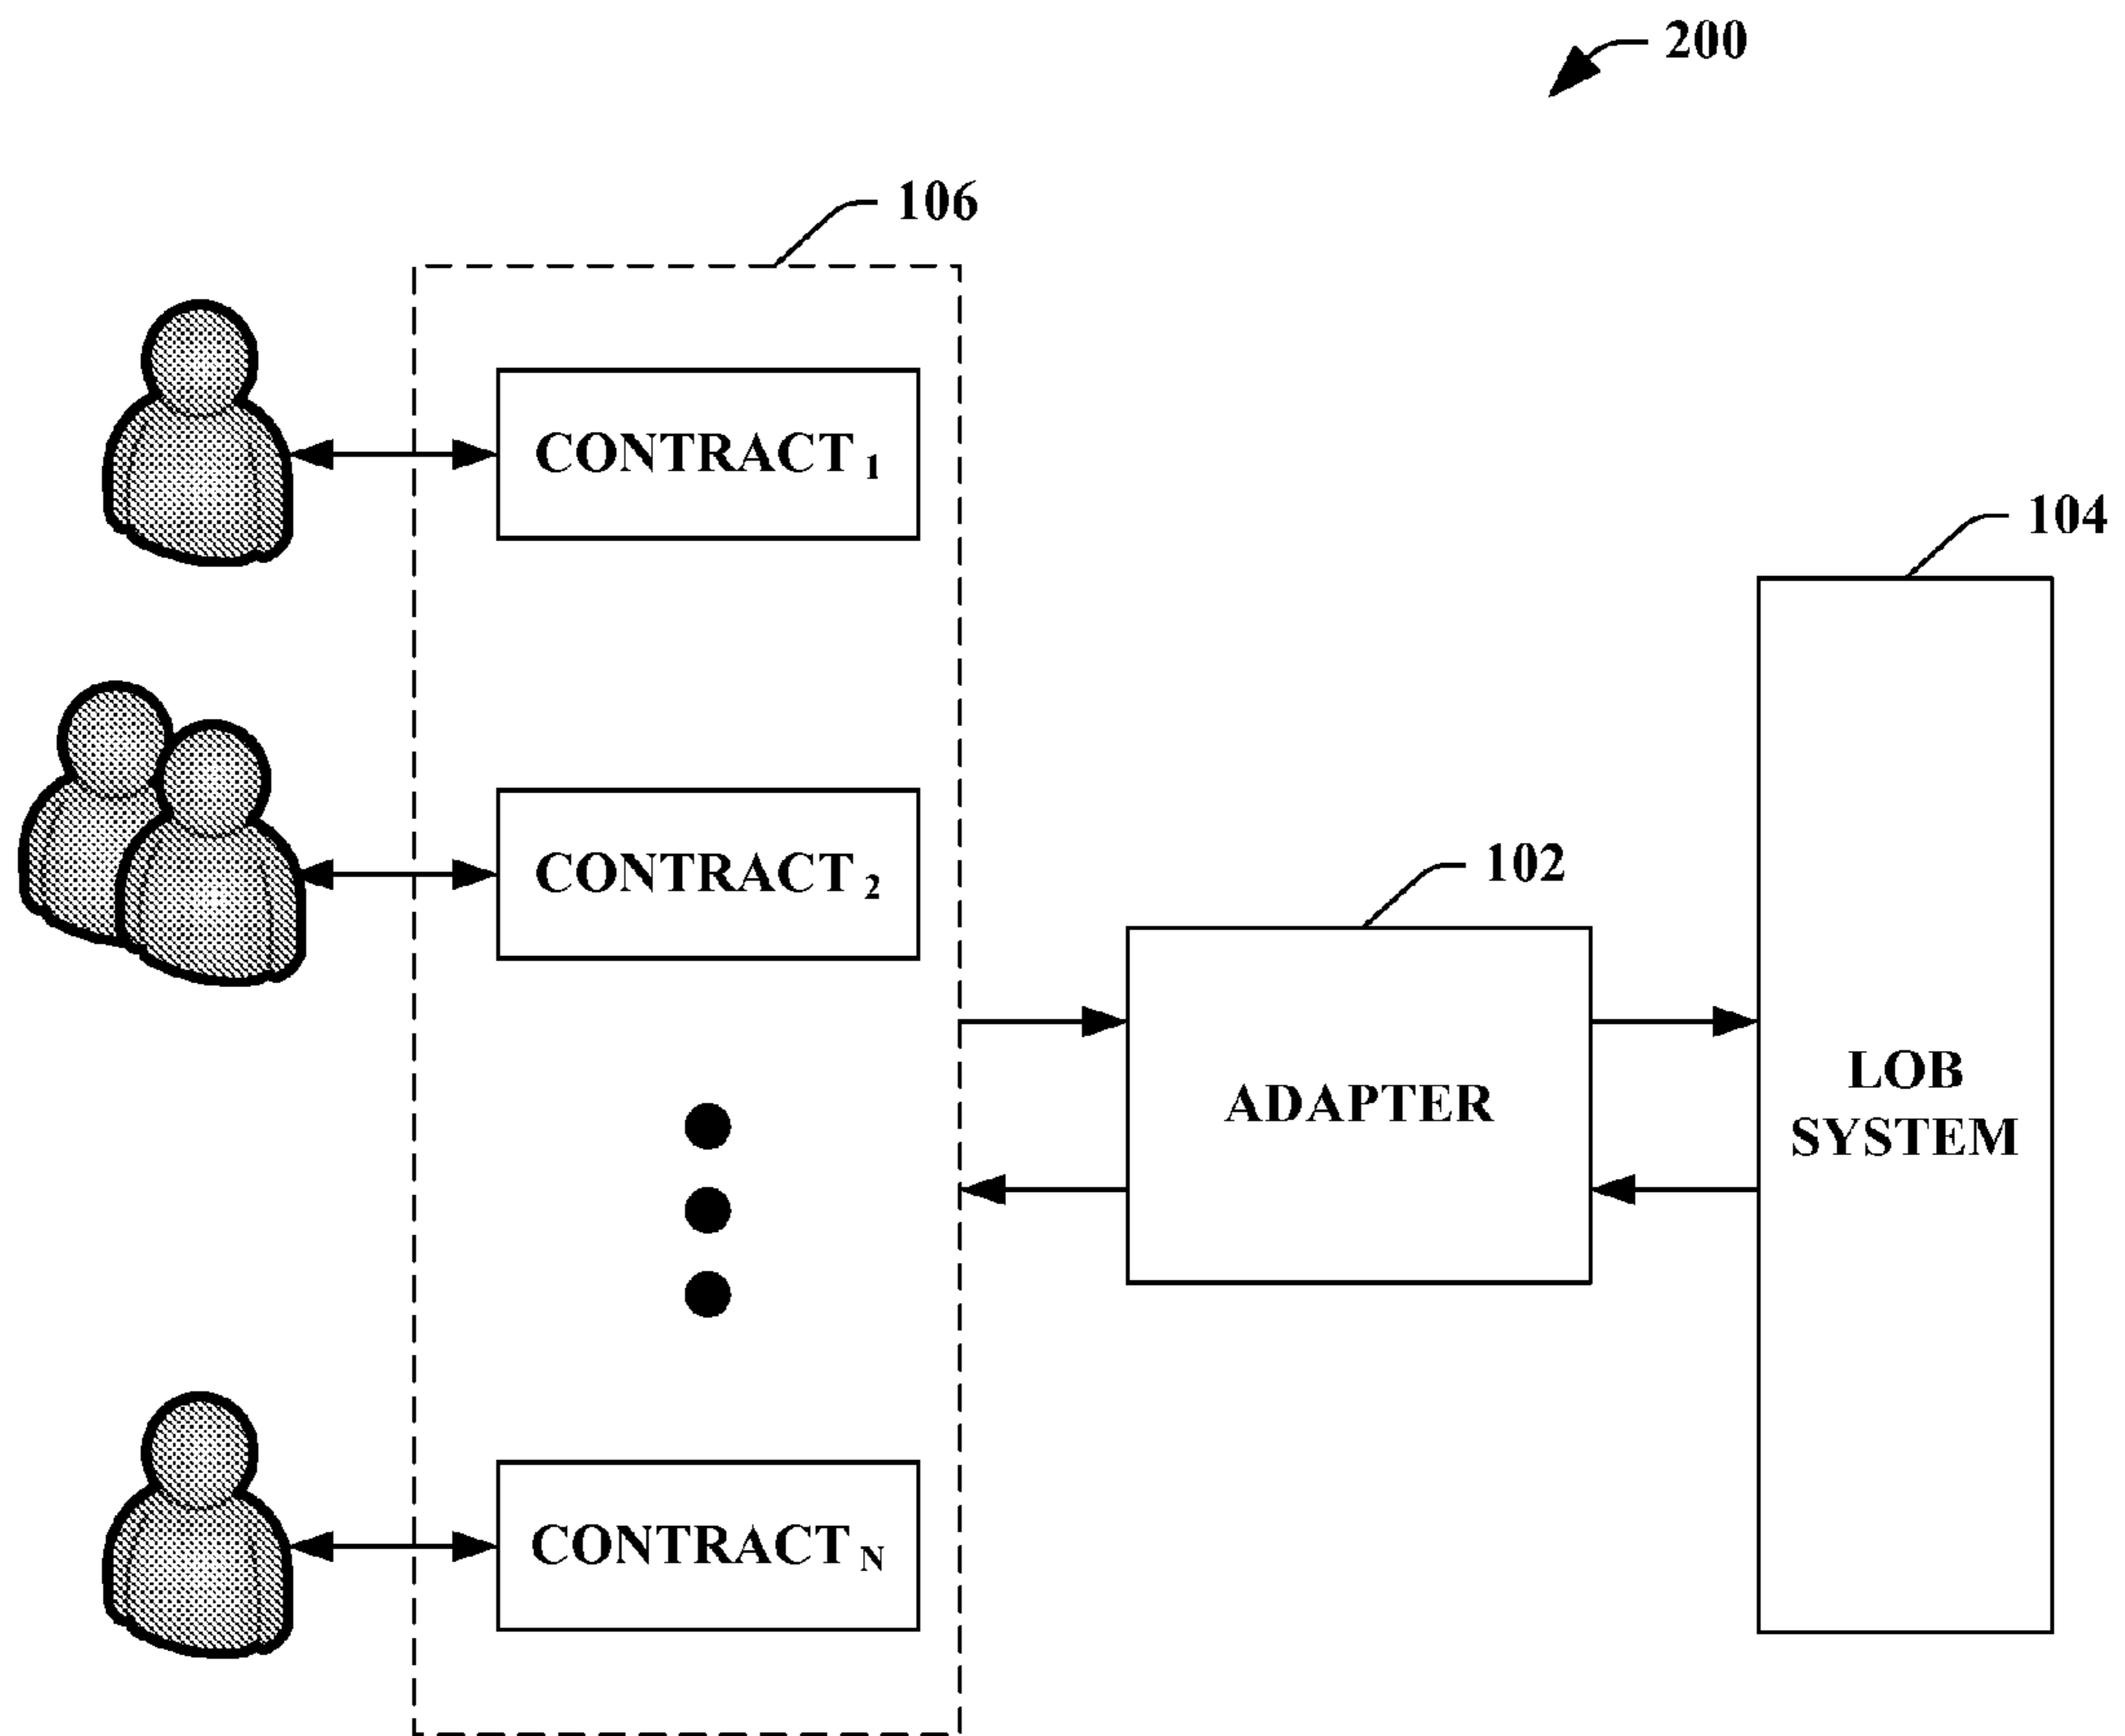 200
106
CONTRACT 1
104
CONTRACT 2
102
ADAPTER
LOB
SYSTEM
CONTRACT N